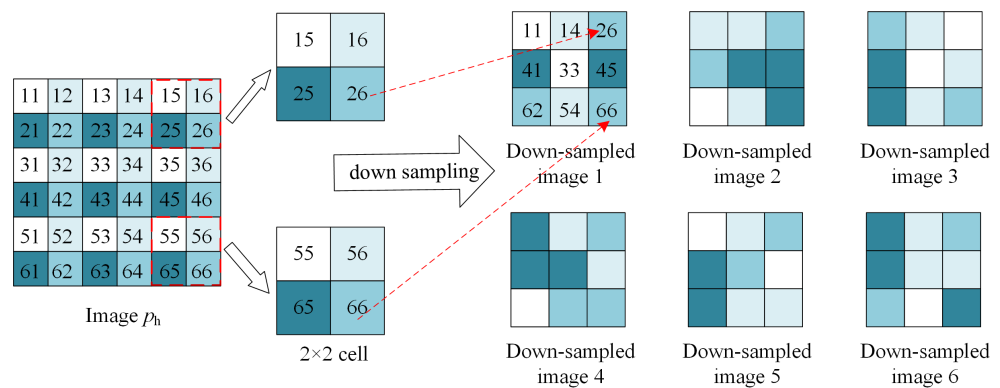 15 16
25 26
11 14 26
41 33 45
62 54 66
11 12 13 14 15 16
21 22 23 24 25 26
31 32 33 34 35 36
41 42 43 44 45 46
51 52 53 54 55 56
61 62 63 64 65 66
Image ph
down sampling
55 56
65 66
2×2 cell
Down-sampled
image 1
Down-sampled
image 2
Down-sampled
image 3
Down-sampled
image 4
Down-sampled
image 5
Down-sampled
image 6